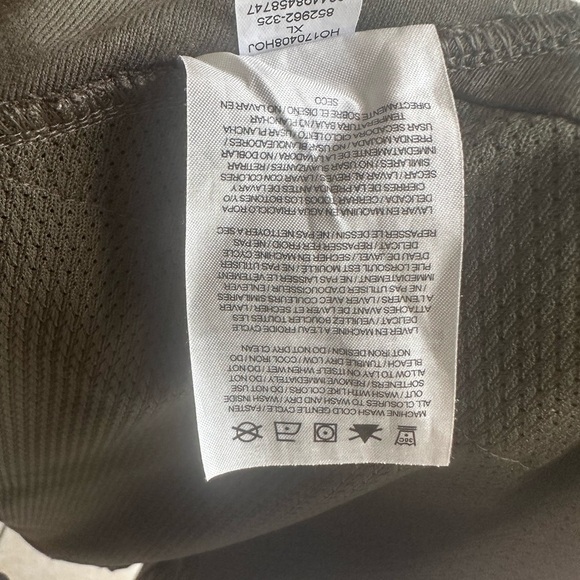 30C
MACHINE WASH COLD GENTLE CYCLE / FASTEN
ALL CLOSURES TO WASH AND DRY / WASH INSIDE
OUT / WASH WITH LIKE COLORS / DO NOT USE
SOFTENERS / REMOVE IMMEDIATELY, DO NOT
ALLOW TO LAY ON ITSELF WHEN WET / DO NOT
BLEACH / TUMBLE DRY LOW / COOL IRON / DO
NOT IRON DESIGN / DO NOT DRY CLEAN
LAVER EN MACHINE A L'EAU FROIDE CYCLE
DELICAT / VEUILLEZ BOUCLER TOUTES LES
ATTACHES AVANT DE LAVER ET SECHER / LAVER
A L'ENVERS / LAVER AVEC COULEURS SIMILAIRES
/ NE PAS UTILISER D'ADOUCISSEUR / ENLEVER
IMMEDIATEMENT / NE PAS LAISSER LE VETEMENT
PLIE LORSQU'IL EST MOUILLE / NE PAS UTILISER
D'EAU DE JAVEL / SECHER EN MACHINE CYCLE
DELICAT / REPASSER FER FROID / NE PAS
REPASSER LE DESSIN / NE PAS NETTOYER A SEC
LAVAR EN MAQUINA EN AGUA FRIA/CICLO ROPA
DELICADA / CERRAR TODOS LOS BOTONES Y/O
CIERRES DE LA PRENDA ANTES DE LAVAR Y
SECAR / LAVAR AL REVES / LAVAR CON COLORES
SIMILARES / NO USAR SUAVIZANTES / RETIRAR
INMEDIATAMENTE DE LA LAVADORA / NO DOBLAR
PRENDA MOJADA / NO USAR BLANQUEADORES /
USAR SECADORA CICLO LENTO / USAR PLANCHA
TEMPERATURA BAJA / NO PLANCHAR
DIRECTAMENTE SOBRE EL DISEÑO / NO LAVAR EN
SECO
HO170408HOJ
XL
852962-325